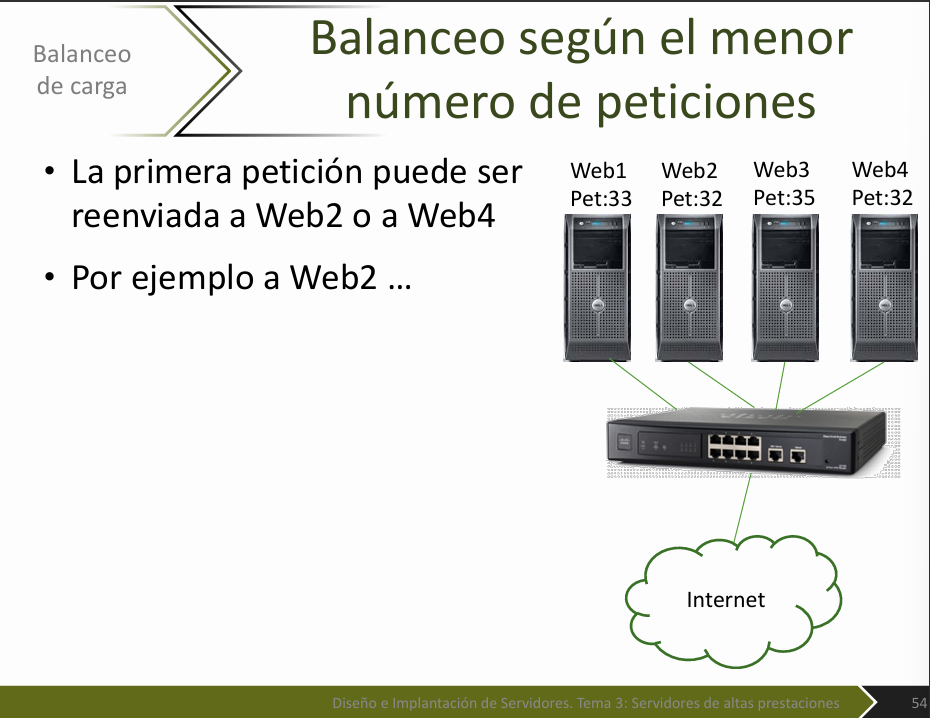 Balanceo
de carga
Balanceo según el menor
número de peticiones
• La primera petición puede ser
reenviada a Web2 o a Web4
• Por ejemplo a Web2 ...
Web1
Pet:33
Web2
Pet:32
Web3
Pet:35
Web4
Pet:32
Internet
Diseño e Implantación de Servidores. Tema 3: Servidores de altas prestaciones
54